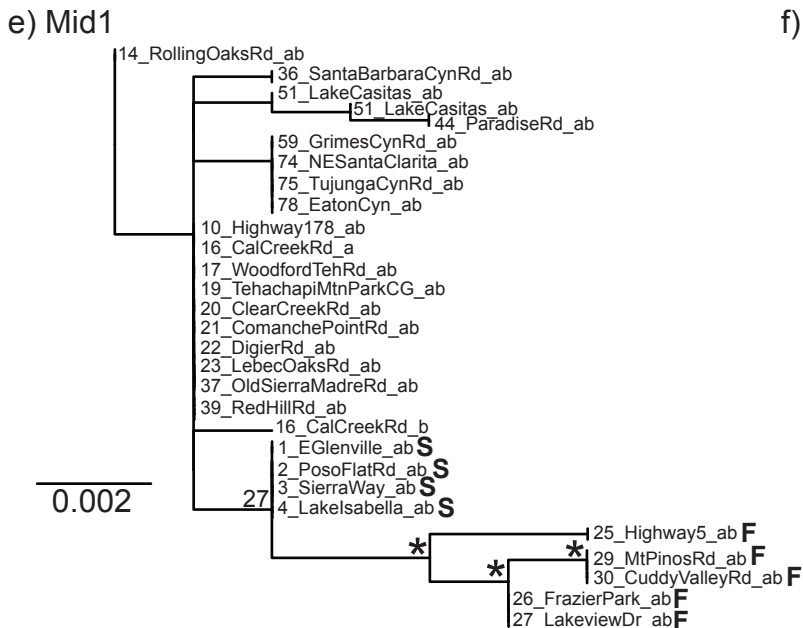 e) Mid1
f)
14_RollingOaksRd_ab
36_SantaBarbaraCynRd_ab
51_LakeCasitas_ab
51_LakeCasitas_ab
44_ParadiseRd_ab
59_GrimesCynRd_ab
74_NESantaClarita_ab
75_TujungaCynRd_ab
78_EatonCyn_ab
10_Highway178_ab
16_CalCreekRd_a
17_WoodfordTehRd_ab
19_TehachapiMtnParkCG_ab
20_ClearCreekRd_ab
21_ComanchePointRd_ab
22_DigierRd_ab
23_LebecOaksRd_ab
37_OldSierraMadreRd_ab
39_RedHillRd_ab
16_CalCreekRd_b
1_EGlenville_ab S
2_PosoFlatRd_ab S
3_SierraWay_ab S
27
4_LakeIsabella_ab S
0.002
* 25_Highway5_ab F
* 29_MtPinosRd_ab F
* 30_CuddyValleyRd_ab F
26_FrazierPark_ab F
27_LakeviewDr_ab F